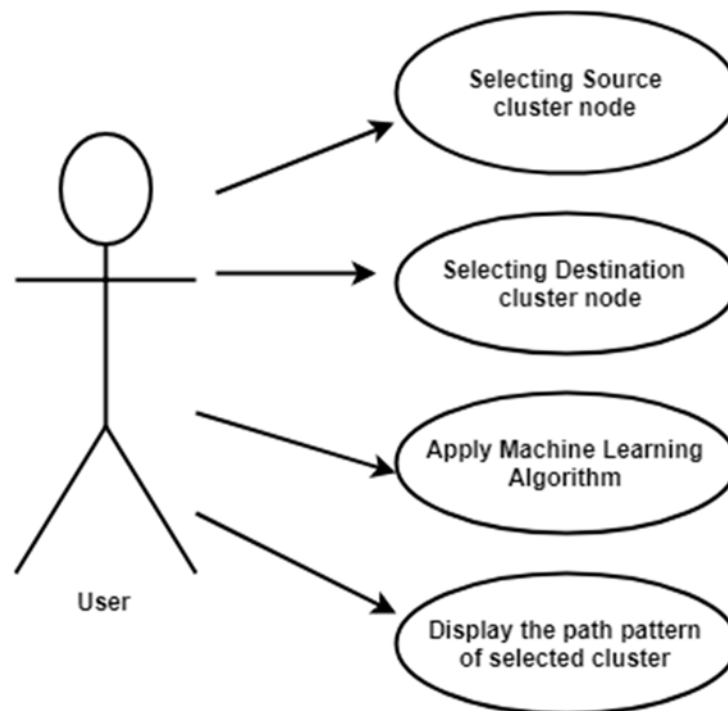 Selecting Source
cluster node
Selecting Destination
cluster node
Apply Machine Learning
Algorithm
User
Display the path pattern
of selected cluster